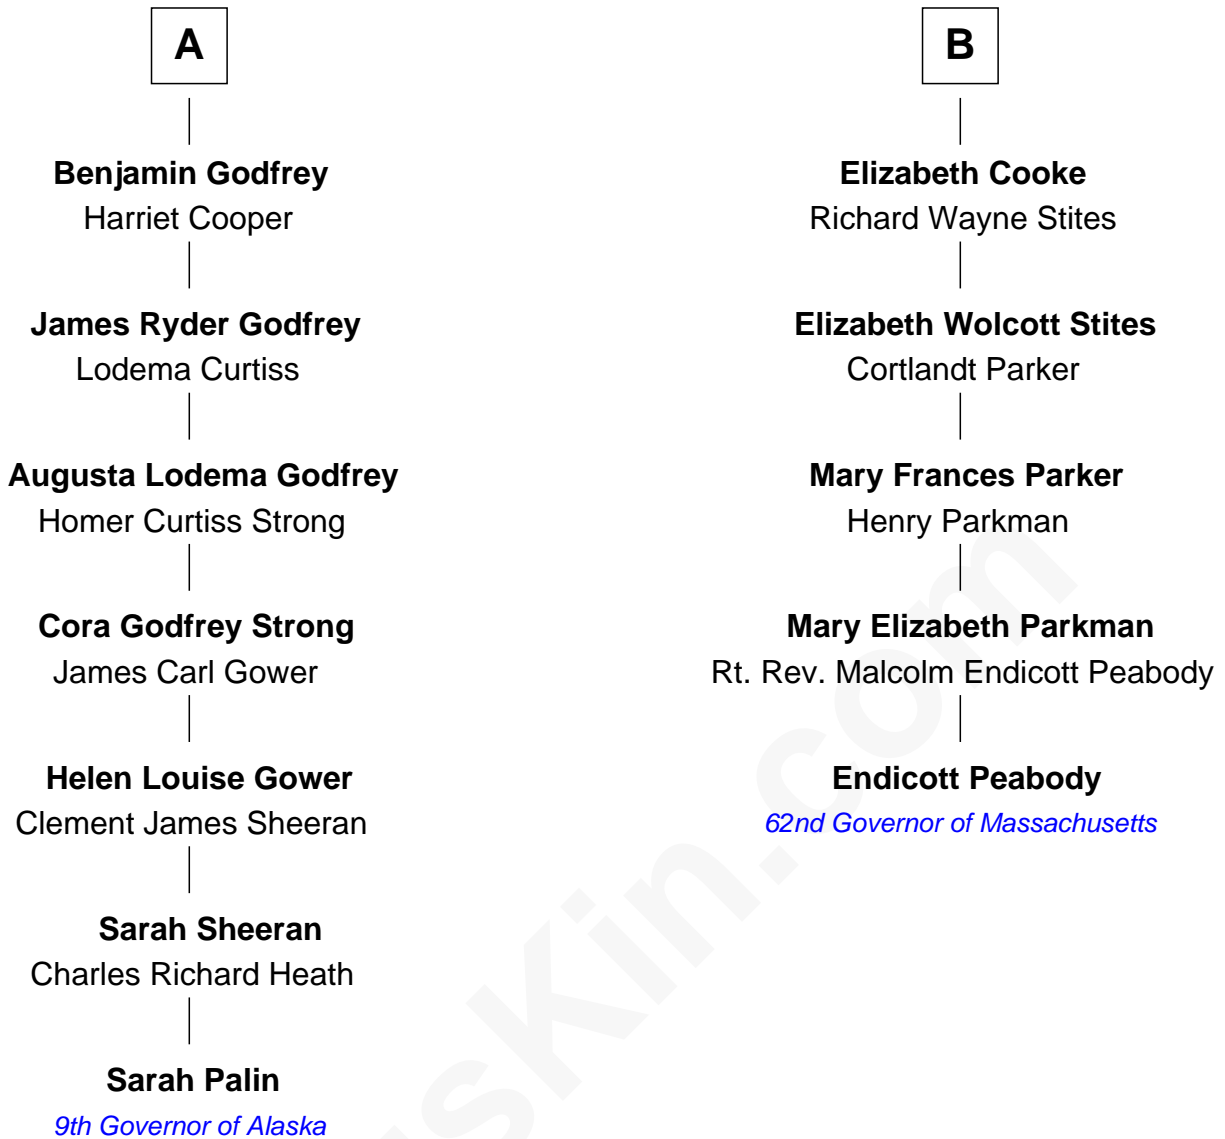 A
Benjamin Godfrey
Harriet Cooper
James Ryder Godfrey
Lodema Curtiss
Augusta Lodema Godfrey
Homer Curtiss Strong
Cora Godfrey Strong
James Carl Gower
Helen Louise Gower
Clement James Sheeran
Sarah Sheeran
Charles Richard Heath
Sarah Palin
9th Governor of Alaska
B
Elizabeth Cooke
Richard Wayne Stites
Elizabeth Wolcott Stites
Cortlandt Parker
Mary Frances Parker
Henry Parkman
Mary Elizabeth Parkman
Rt. Rev. Malcolm Endicott Peabody
Endicott Peabody
62nd Governor of Massachusetts
usKin.com